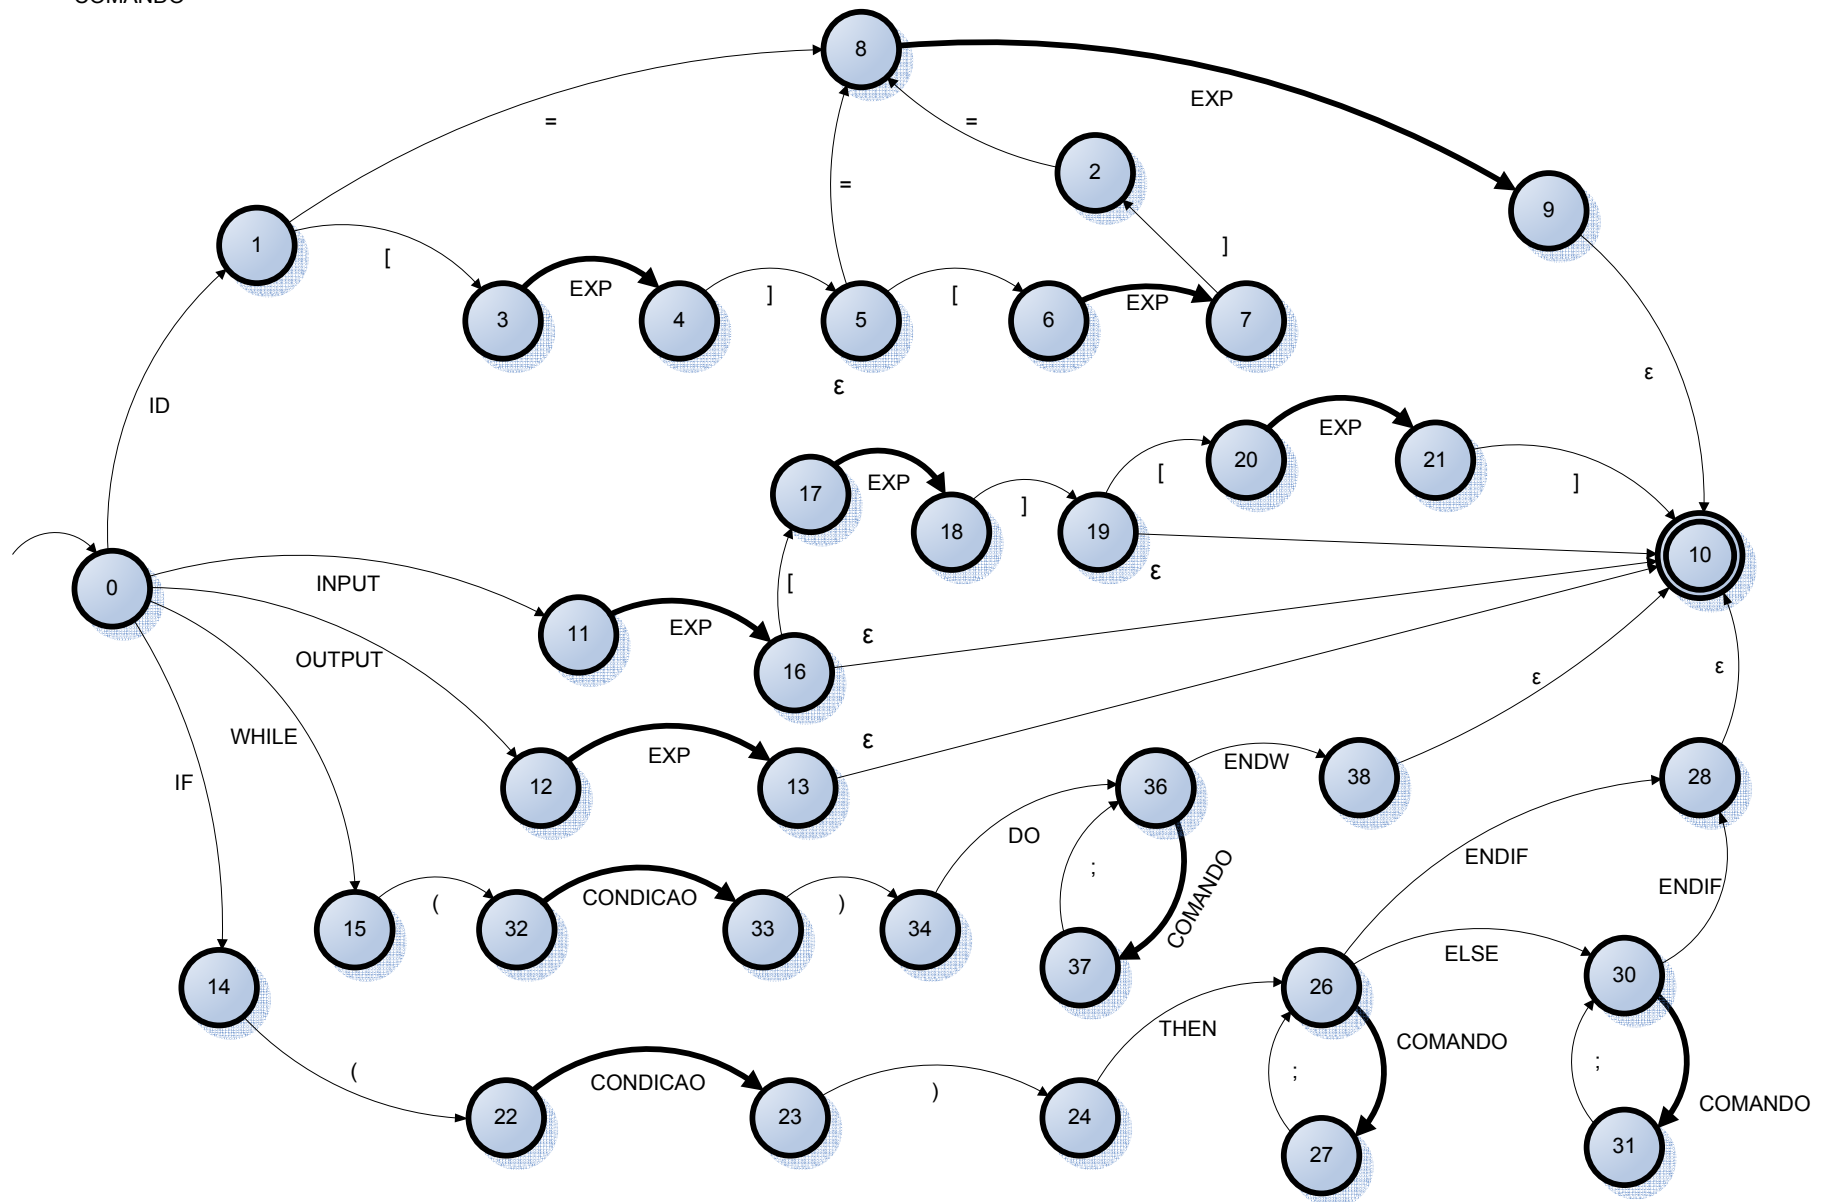 COMANDO
8
EXP
=
=
2
=
9
1
]
[
EXP
EXP
]
[
3
4
5
6
7
ε
ε
ID
EXP
20
21
[
]
17
EXP
18
]
19
10
0
INPUT
[
ε
11
EXP
ε
16
OUTPUT
ε
ε
WHILE
ε
EXP
IF
12
13
36
ENDW
38
28
DO
;
COMANDO
ENDIF
ENDIF
15
(
32
CONDICAO
33
)
34
37
ELSE
14
26
30
THEN
COMANDO
(
CONDICAO
;
;
)
COMANDO
22
23
24
27
31